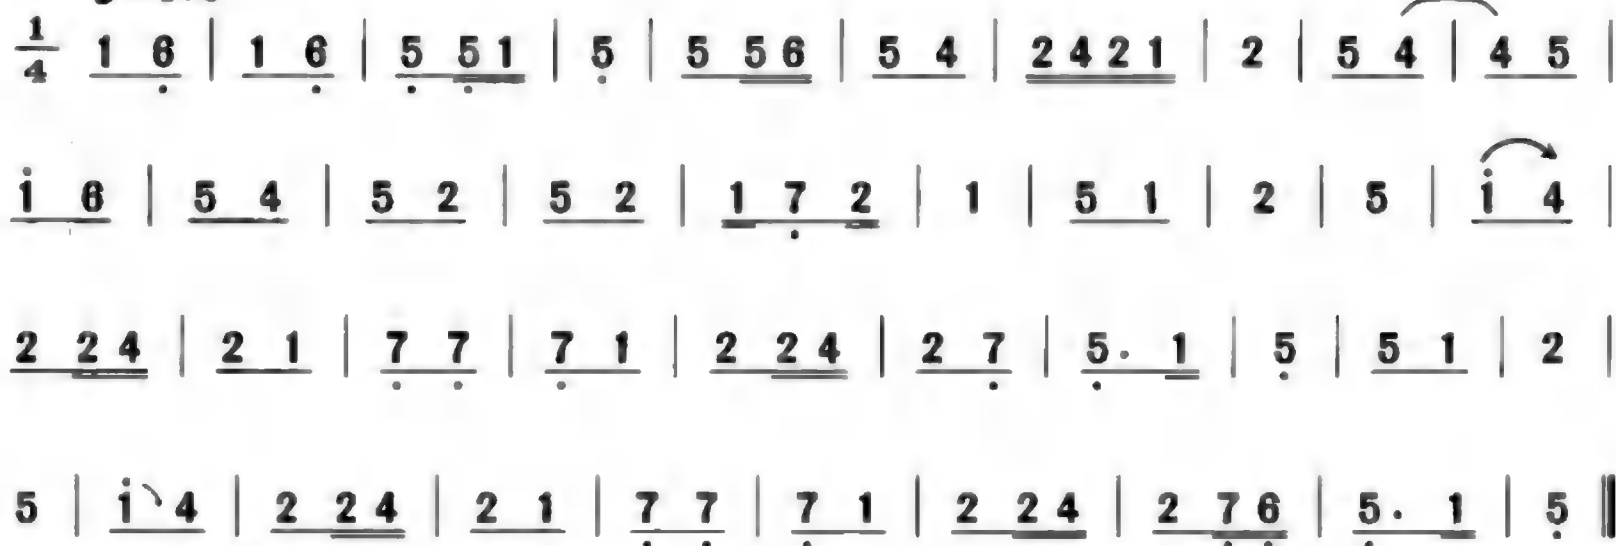 1/4 1 6̣ | 1 6̣ | 5̣ 5̣ 1 | 5̣ | 5 5 6 | 5 4 | 2 4 2 1 | 2 | 5 4 | 4 5 |
i 6 | 5 4 | 5 2 | 5 2 | 1 7̣ 2 | 1 | 5 1 | 2 | 5 | i 4 |
2 2 4 | 2 1 | 7̣ 7̣ | 7̣ 1 | 2 2 4 | 2 7̣ | 5̣· 1 | 5̣ | 5 1 | 2 |
5 | i 4 | 2 2 4 | 2 1 | 7̣ 7̣ | 7̣ 1 | 2 2 4 | 2 7̣ 6̣ | 5̣· 1 | 5̣ ‖